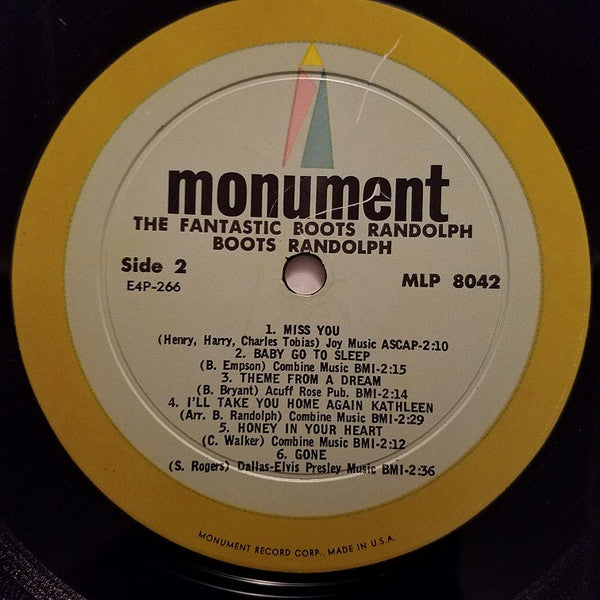 monument
THE FANTASTIC BOOTS RANDOLPH
BOOTS RANDOLPH
Side 2
MLP 8042
E4P-266
1. MISS YOU
(Henry, Harry, Charles Tobias) Joy Music ASCAP-2:10
2. BABY GO TO SLEEP
(B. Empson) Combine Music BMI-2:15
3. THEME FROM A DREAM
(B. Bryant) Acuff Rose Pub. BMI-2:14
4. I'LL TAKE YOU HOME AGAIN KATHLEEN
(Arr. B. Randolph) Combine Music BMI-2:29
5. HONEY IN YOUR HEART
(C. Walker) Combine Music BMI-2:12
6. GONE
(S. Rogers) Dallas-Elvis Presley Music BMI-2:36
MONUMENT RECORD CORP., MADE IN U.S.A.